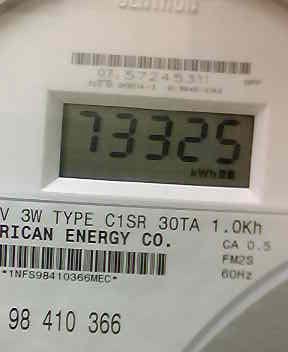 73325
kWh
V 3W TYPE C1SR 30TA 1.0Kh
RICAN ENERGY CO.
CA 0.5
FM2S
60Hz
*1NFS98410366MEC*
98 410 366